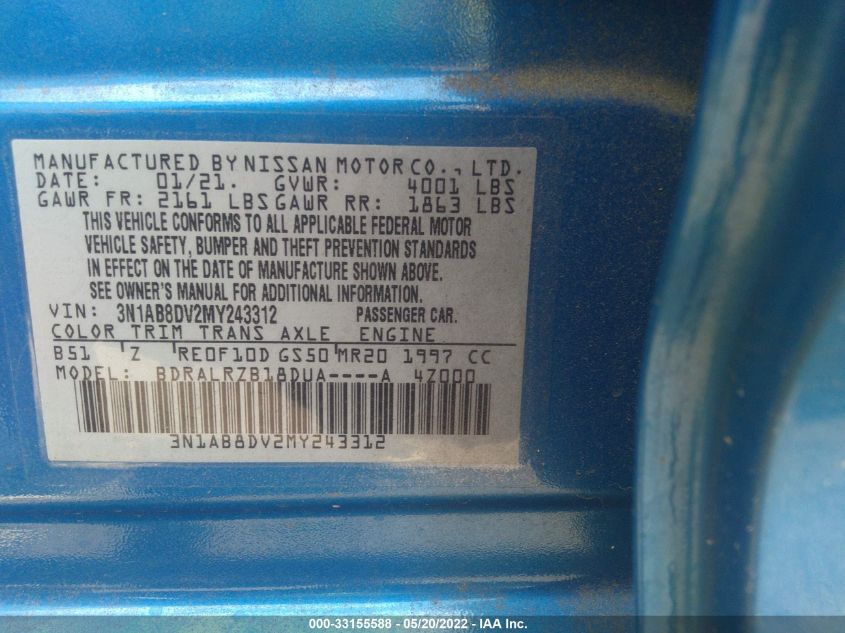 MANUFACTURED BY NISSAN MOTOR CO., LTD.
DATE: 01/21. GVWR: 4001 LBS
GAWR FR: 2161 LBS GAWR RR: 1863 LBS
THIS VEHICLE CONFORMS TO ALL APPLICABLE FEDERAL MOTOR
VEHICLE SAFETY, BUMPER AND THEFT PREVENTION STANDARDS
IN EFFECT ON THE DATE OF MANUFACTURE SHOWN ABOVE.
SEE OWNER'S MANUAL FOR ADDITIONAL INFORMATION.
VIN: 3N1AB8DV2MY243312 PASSENGER CAR.
COLOR TRIM TRANS AXLE ENGINE
B51 Z RE0F10D GS50 MR20 1997 CC
MODEL: BDRALRZB18DUA----A 4Z000
3N1AB8DV2MY243312
000-33155588 - 05/20/2022 - IAA Inc.